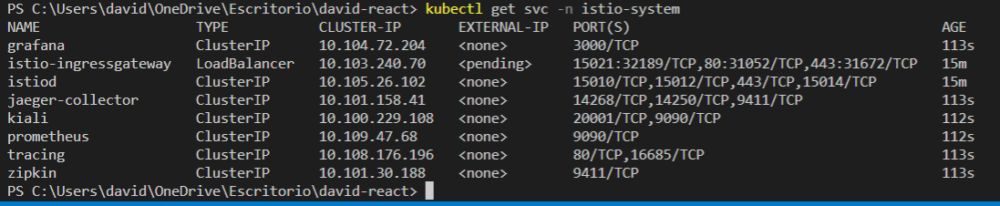 PS C:\Users\david\OneDrive\Escritorio\david-react> kubectl get svc -n istio-system
NAME TYPE CLUSTER-IP EXTERNAL-IP PORT(S) AGE
grafana ClusterIP 10.104.72.204 <none> 3000/TCP 113s
istio-ingressgateway LoadBalancer 10.103.240.70 <pending> 15021:32189/TCP,80:31052/TCP,443:31672/TCP 15m
istiod ClusterIP 10.105.26.102 <none> 15010/TCP,15012/TCP,443/TCP,15014/TCP 15m
jaeger-collector ClusterIP 10.101.158.41 <none> 14268/TCP,14250/TCP,9411/TCP 113s
kiali ClusterIP 10.100.229.108 <none> 20001/TCP,9090/TCP 112s
prometheus ClusterIP 10.109.47.68 <none> 9090/TCP 112s
tracing ClusterIP 10.108.176.196 <none> 80/TCP,16685/TCP 113s
zipkin ClusterIP 10.101.30.188 <none> 9411/TCP 113s
PS C:\Users\david\OneDrive\Escritorio\david-react>